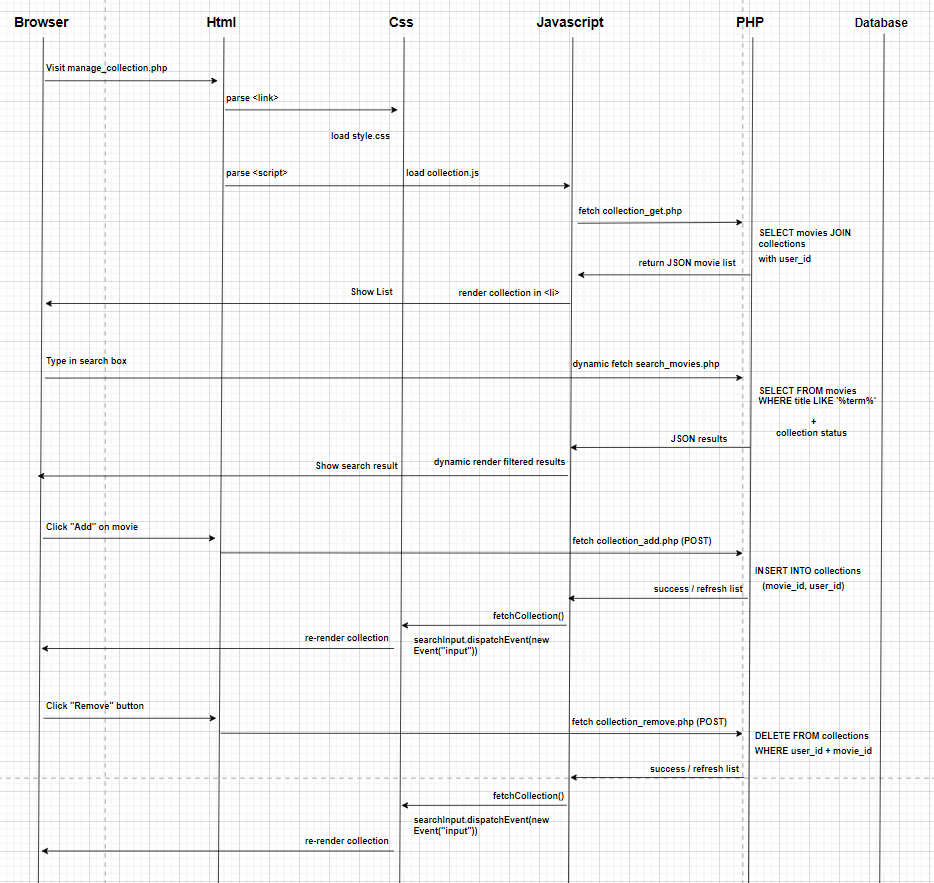 Browser
Html
Css
Javascript
PHP
Database
Visit manage_collection.php
parse <link>
load style.css
parse <script>
load collection.js
fetch collection_get.php
SELECT movies JOIN
collections
with user_id
return JSON movie list
Show List
render collection in <li>
Type in search box
dynamic fetch search_movies.php
SELECT FROM movies
WHERE title LIKE '%term%'
+
collection status
JSON results
Show search result
dynamic render filtered results
Click "Add" on movie
fetch collection_add.php (POST)
INSERT INTO collections
(movie_id, user_id)
success / refresh list
fetchCollection()
re-render collection
searchInput.dispatchEvent(new
Event("input"))
Click "Remove" button
fetch collection_remove.php (POST)
DELETE FROM collections
WHERE user_id + movie_id
success / refresh list
fetchCollection()
searchInput.dispatchEvent(new
Event("input"))
re-render collection